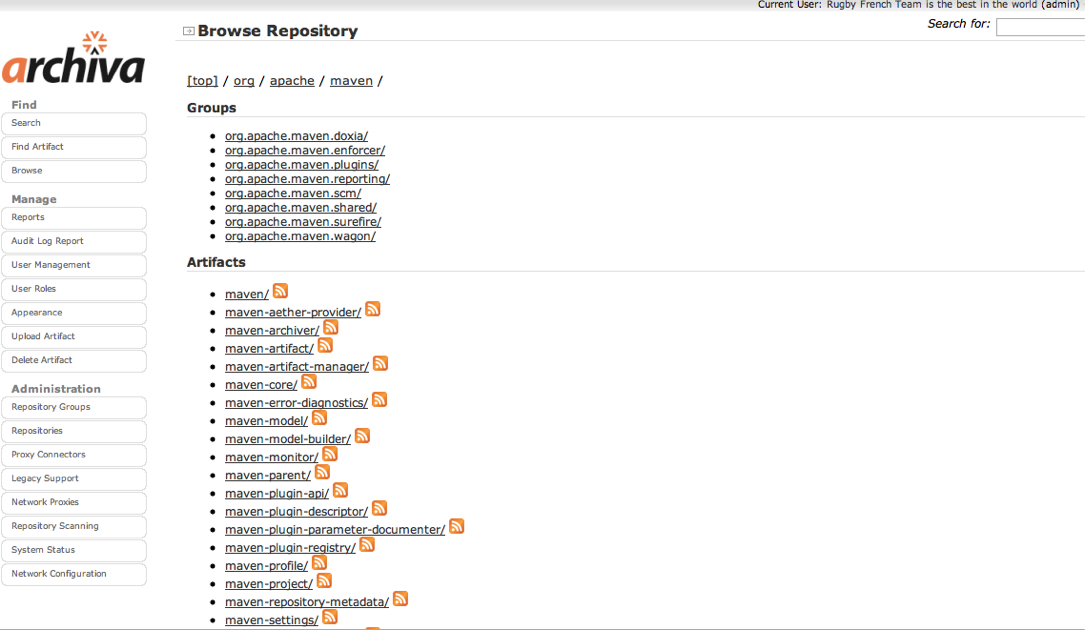 Current User: Rugby French Team is the best in the world (admin)
Search for:
archiva
Browse Repository
[top] / org / apache / maven /
Find
Search
Find Artifact
Browse
Manage
Reports
Audit Log Report
User Management
User Roles
Appearance
Upload Artifact
Delete Artifact
Administration
Repository Groups
Repositories
Proxy Connectors
Legacy Support
Network Proxies
Repository Scanning
System Status
Network Configuration
Groups
org.apache.maven.doxia/
org.apache.maven.enforcer/
org.apache.maven.plugins/
org.apache.maven.reporting/
org.apache.maven.scm/
org.apache.maven.shared/
org.apache.maven.surefire/
org.apache.maven.wagon/
Artifacts
maven/
maven-aether-provider/
maven-archiver/
maven-artifact/
maven-artifact-manager/
maven-core/
maven-error-diagnostics/
maven-model/
maven-model-builder/
maven-monitor/
maven-parent/
maven-plugin-api/
maven-plugin-descriptor/
maven-plugin-parameter-documenter/
maven-plugin-registry/
maven-profile/
maven-project/
maven-repository-metadata/
maven-settings/